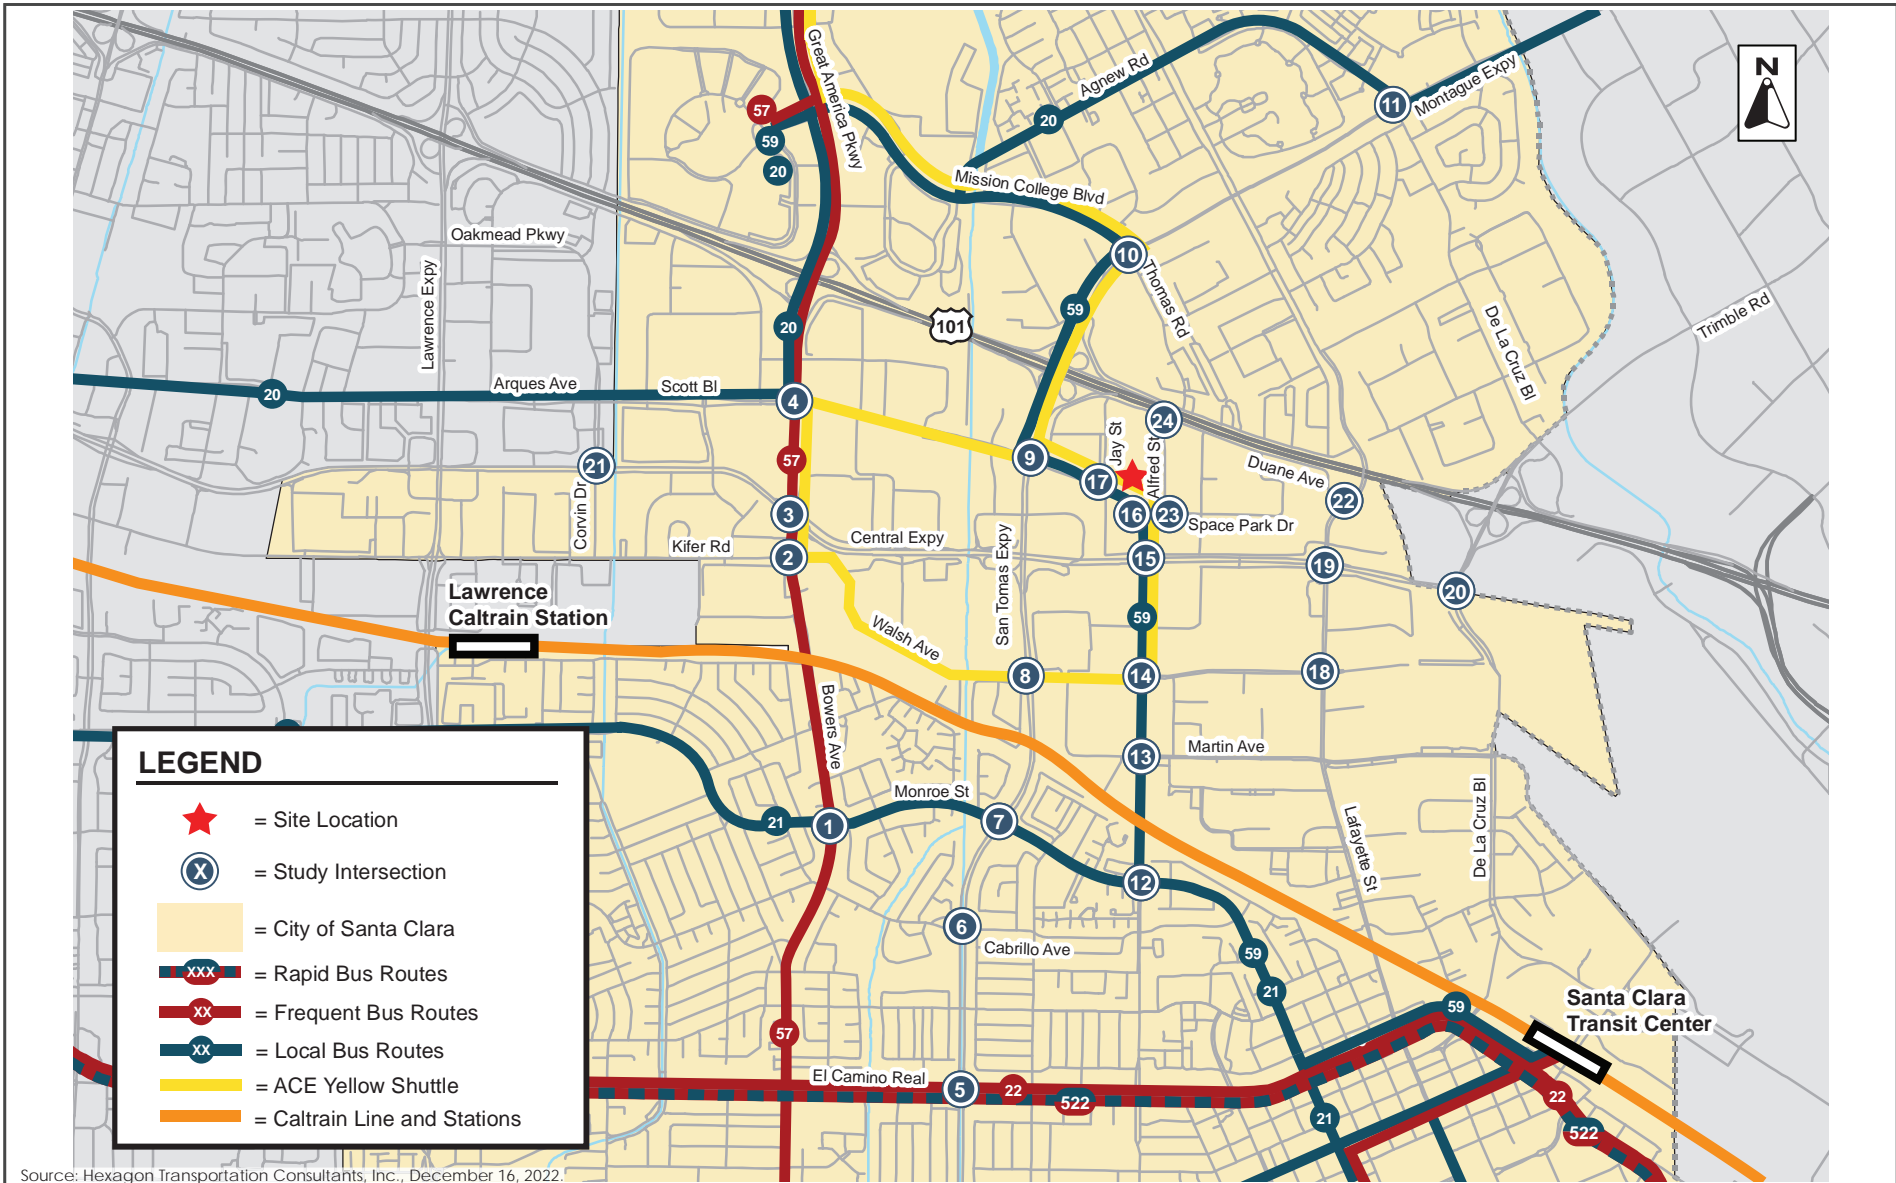 N
Great America Pkwy
57
59
20
Agnew Rd
20
11
Montague Expy
Mission College Blvd
Oakmead Pkwy
Lawrence Expy
10
Thomas Rd
59
20
101
De La Cruz Bl
Trimble Rd
20
Arques Ave
Scott Bl
4
24
Jay St
Alfred St
9
17
57
21
Corvin Dr
Duane Ave
22
3
16
23
Space Park Dr
Kifer Rd
2
Central Expy
San Tomas Expy
15
19
20
Lawrence
Caltrain Station
Walsh Ave
59
8
14
18
Bowers Ave
13
Martin Ave
Monroe St
21
1
7
De La Cruz Bl
Lafayette St
12
6
Cabrillo Ave
59
21
59
Santa Clara
Transit Center
57
El Camino Real
5
22
522
21
22
522
LEGEND
= Site Location
X
= Study Intersection
= City of Santa Clara
XXX
= Rapid Bus Routes
XX
= Frequent Bus Routes
XX
= Local Bus Routes
= ACE Yellow Shuttle
= Caltrain Line and Stations
Source: Hexagon Transportation Consultants, Inc., December 16, 2022.